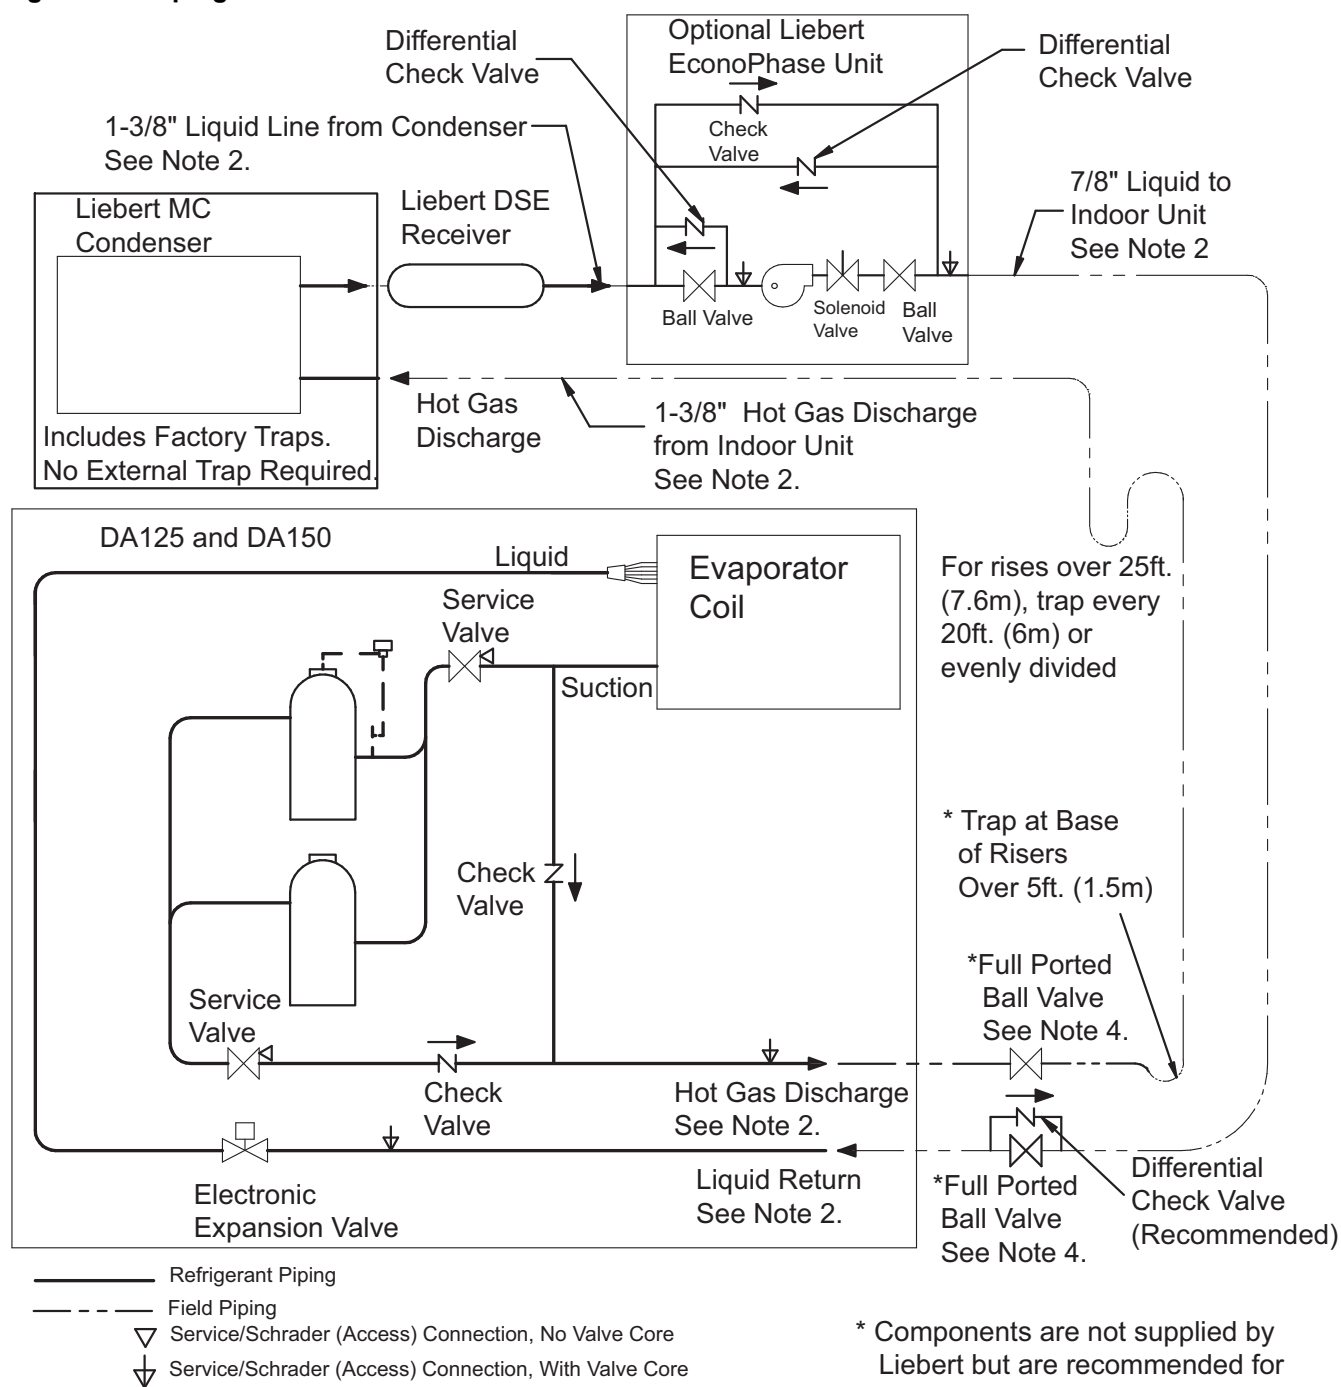 Differential
Check Valve
Optional Liebert
EconoPhase Unit
Differential
Check Valve
1-3/8" Liquid Line from Condenser
See Note 2.
Check
Valve
Liebert MC
Condenser
Liebert DSE
Receiver
7/8" Liquid to
Indoor Unit
See Note 2
Ball Valve
Solenoid
Valve
Ball
Valve
Hot Gas
Discharge
1-3/8" Hot Gas Discharge
from Indoor Unit
See Note 2.
Includes Factory Traps.
No External Trap Required.
DA125 and DA150
Liquid
Evaporator
Coil
Service
Valve
Suction
For rises over 25ft.
(7.6m), trap every
20ft. (6m) or
evenly divided
* Trap at Base
of Risers
Over 5ft. (1.5m)
Check
Valve
*Full Ported
Ball Valve
See Note 4.
Service
Valve
Check
Valve
Hot Gas Discharge
See Note 2.
Electronic
Expansion Valve
Liquid Return
See Note 2.
*Full Ported
Ball Valve
See Note 4.
Differential
Check Valve
(Recommended)
Refrigerant Piping
Field Piping
Service/Schrader (Access) Connection, No Valve Core
Service/Schrader (Access) Connection, With Valve Core
* Components are not supplied by
Liebert but are recommended for